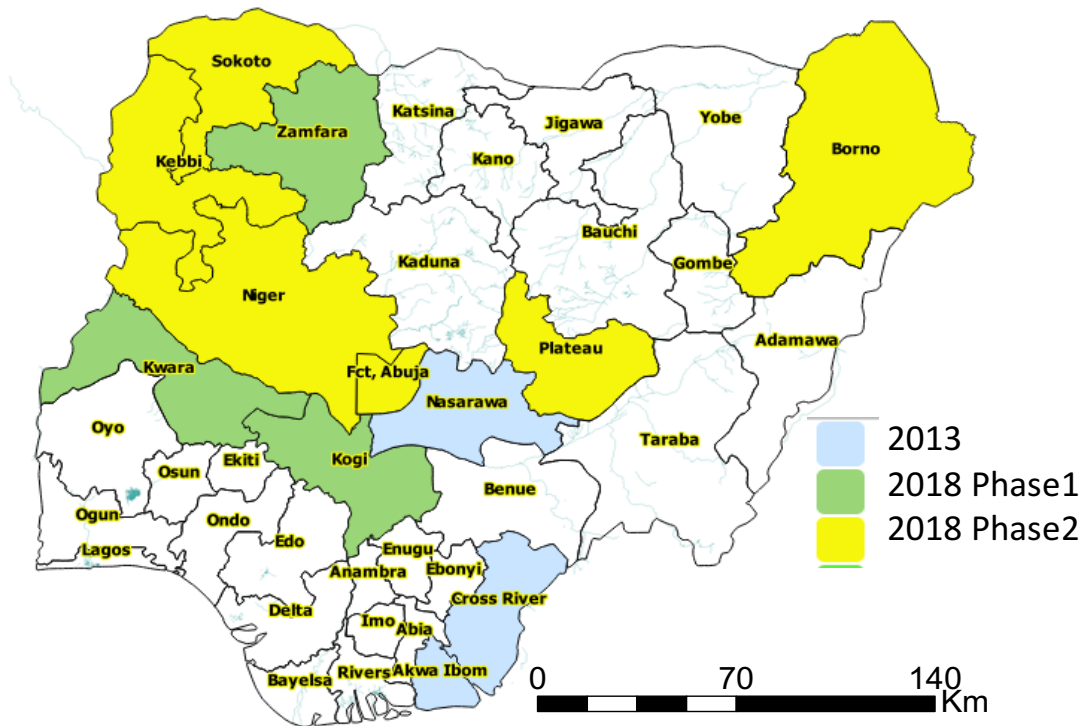 Sokoto
Katsina
Yobe
Jigawa
Zamfara
Borno
Kano
Kebbi
Bauchi
Kaduna
Gombe
Niger
Adamawa
Plateau
Kwara
Fct, Abuja
Nasarawa
Oyo
Taraba
2013
Ekiti
Kogi
Osun
Benue
2018 Phase1
Ogun
Ondo
2018 Phase2
Edo
Lagos
Enugu
Anambra
Ebonyi
Cross River
Delta
Imo
Abia
Rivers
Akwa Ibom
Bayelsa
0 70 140
Km